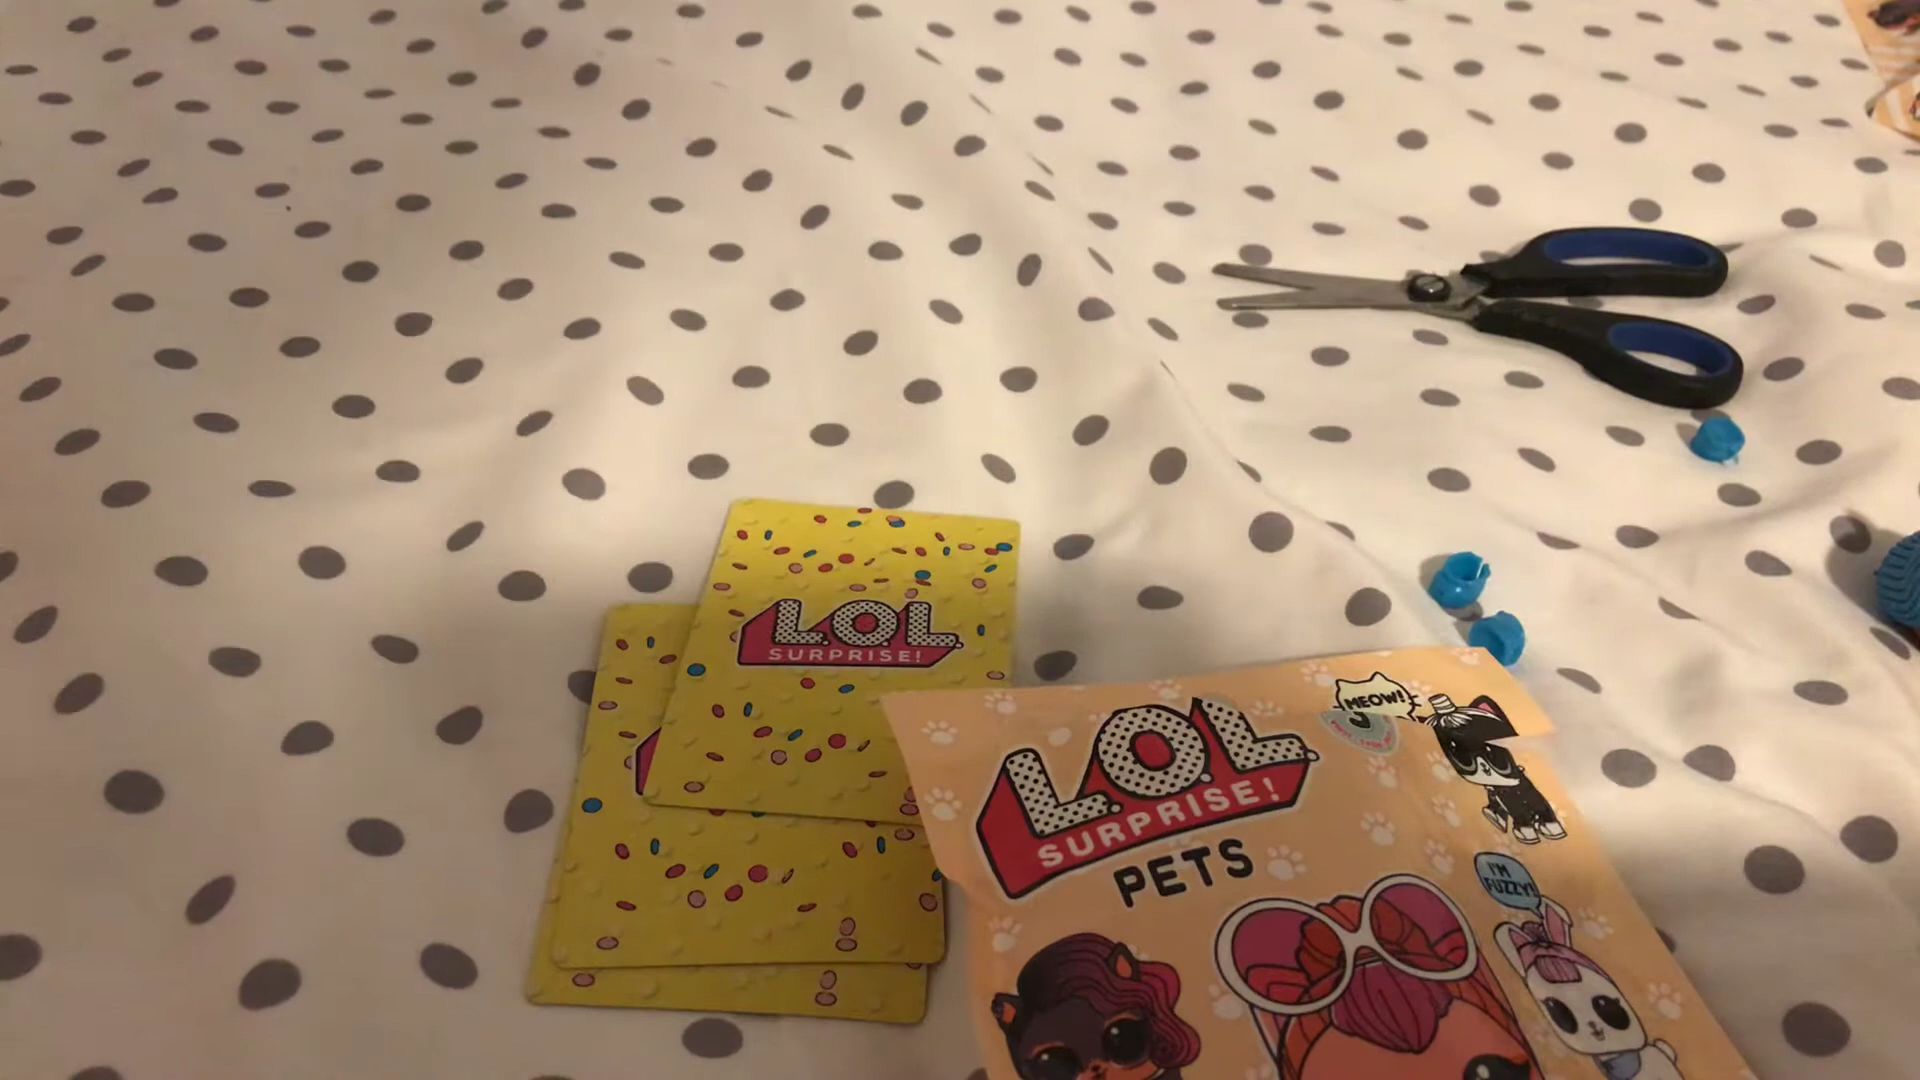 L.O.L.
SURPRISE!
MEOW!
L.O.L.
SURPRISE!
PETS
I'M
FUZZY!